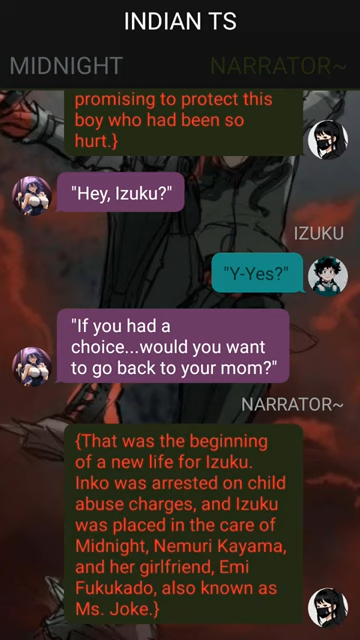 INDIAN TS
MIDNIGHT
NARRATOR~
promising to protect this
boy who had been so
hurt.}
"Hey, Izuku?"
IZUKU
"Y-Yes?"
"If you had a
choice...would you want
to go back to your mom?"
NARRATOR~
{That was the beginning
of a new life for Izuku.
Inko was arrested on child
abuse charges, and Izuku
was placed in the care of
Midnight, Nemuri Kayama,
and her girlfriend, Emi
Fukukado, also known as
Ms. Joke.}